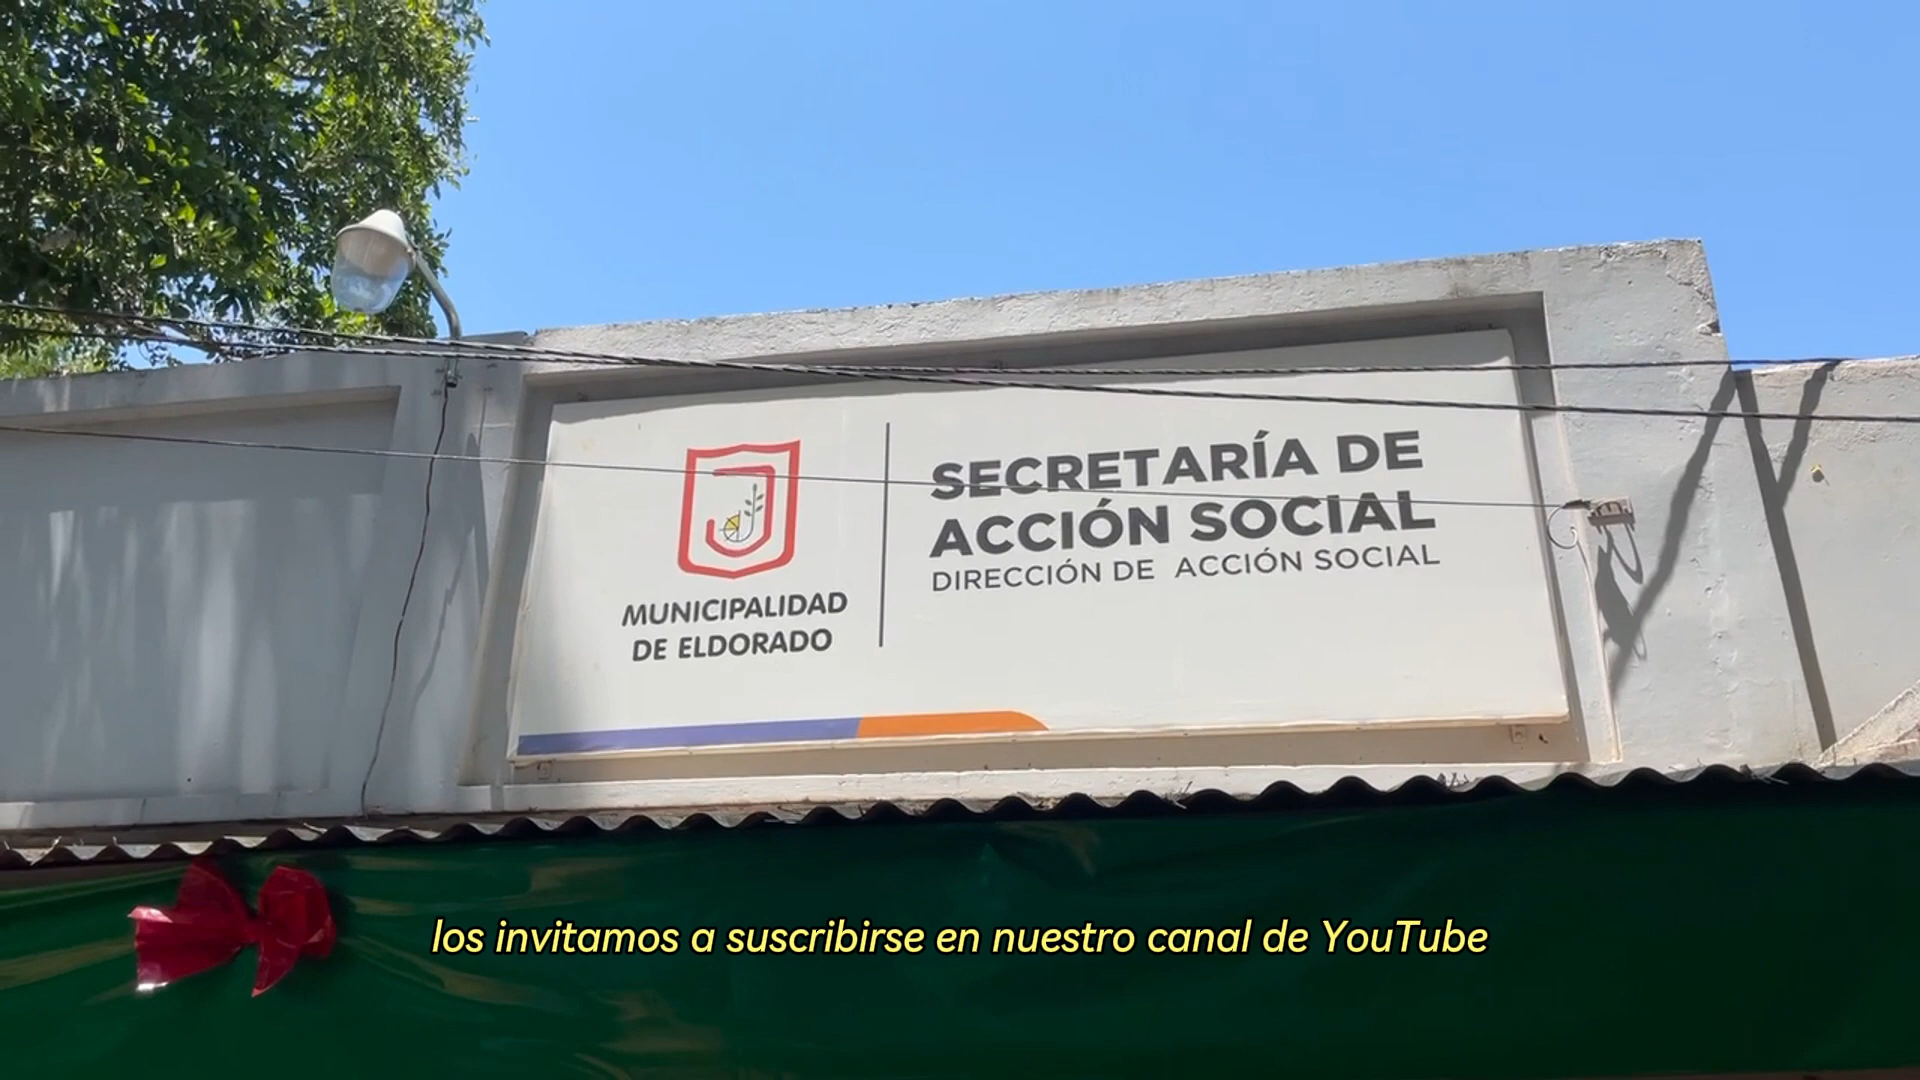 MUNICIPALIDAD
DE ELDORADO
SECRETARÍA DE
ACCIÓN SOCIAL
DIRECCIÓN DE ACCIÓN SOCIAL
los invitamos a suscribirse en nuestro canal de YouTube